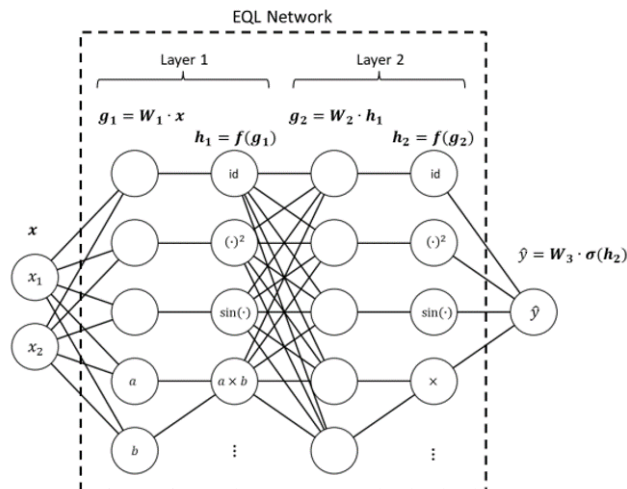 EQL Network
Layer 1
Layer 2
g₁ = W₁ · x
g₂ = W₂ · h₁
h₁ = f(g₁)
h₂ = f(g₂)
id
id
x
(·)²
(·)²
ŷ = W₃ · σ(h₂)
x₁
sin(·)
sin(·)
ŷ
x₂
a
a × b
×
b
⋮
⋮